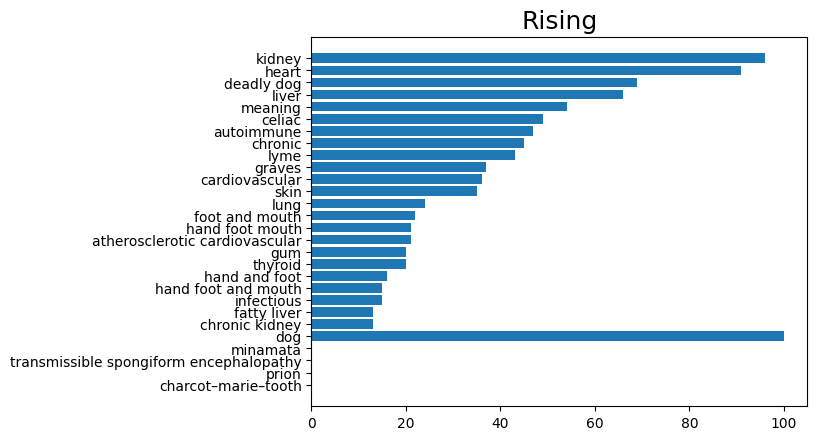 Rising
kidney
heart
deadly dog
liver
meaning
celiac
autoimmune
chronic
lyme
graves
cardiovascular
skin
lung
foot and mouth
hand foot mouth
atherosclerotic cardiovascular
gum
thyroid
hand and foot
hand foot and mouth
infectious
fatty liver
chronic kidney
dog
minamata
transmissible spongiform encephalopathy
prion
charcot–marie–tooth
0 20 40 60 80 100